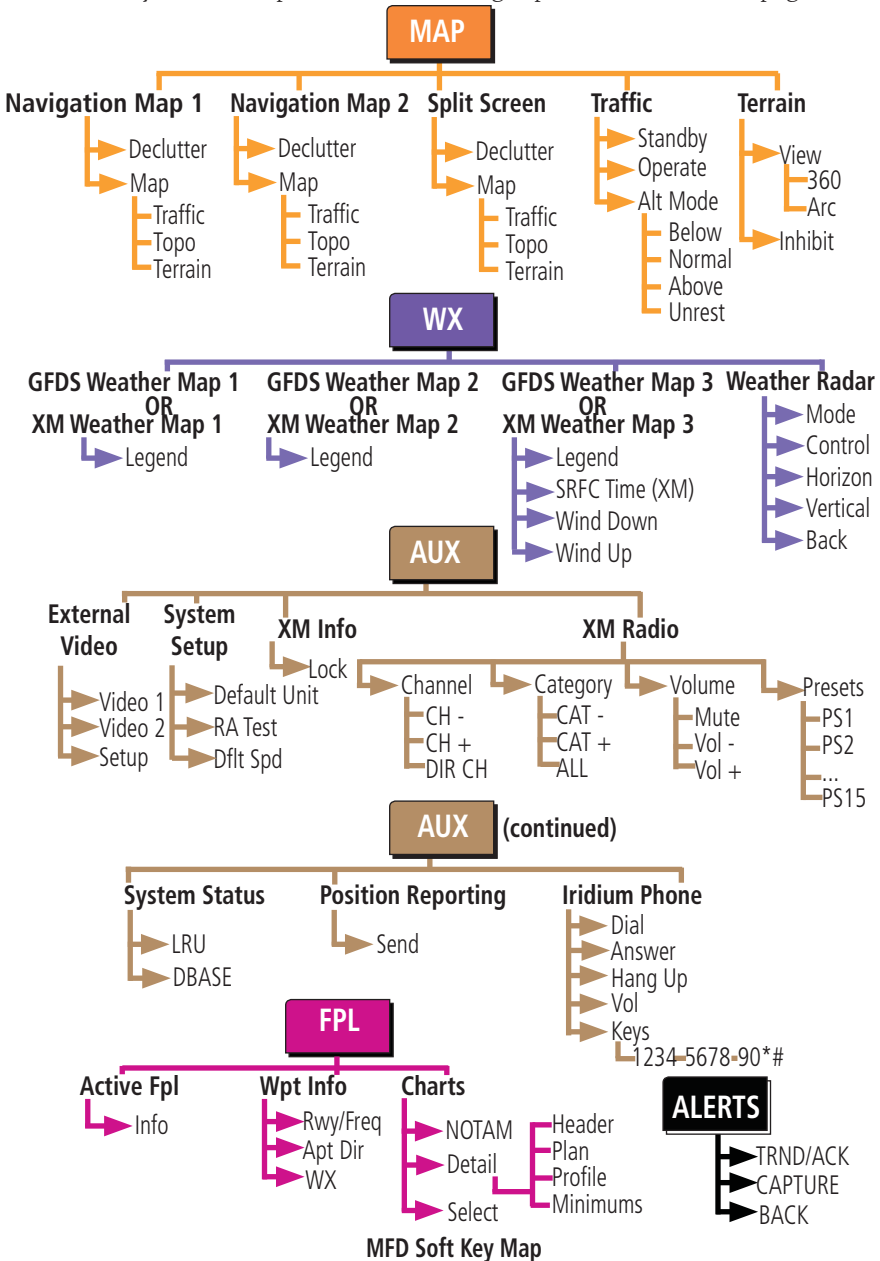 MAP
Navigation Map 1
Declutter
Map
Traffic
Topo
Terrain
Navigation Map 2
Declutter
Map
Traffic
Topo
Terrain
Split Screen
Declutter
Map
Traffic
Topo
Terrain
Traffic
Standby
Operate
Alt Mode
Below
Normal
Above
Unrest
Terrain
View
360
Arc
Inhibit
WX
GFDS Weather Map 1
OR
XM Weather Map 1
Legend
GFDS Weather Map 2
OR
XM Weather Map 2
Legend
GFDS Weather Map 3
OR
XM Weather Map 3
Legend
SRFC Time (XM)
Wind Down
Wind Up
Weather Radar
Mode
Control
Horizon
Vertical
Back
AUX
External
Video
Video 1
Video 2
Setup
System
Setup
Default Unit
RA Test
Dflt Spd
XM Info
Lock
XM Radio
Channel
CH -
CH +
DIR CH
Category
CAT -
CAT +
ALL
Volume
Mute
Vol -
Vol +
Presets
PS1
PS2
...
PS15
AUX (continued)
System Status
LRU
DBASE
Position Reporting
Send
Iridium Phone
Dial
Answer
Hang Up
Vol
Keys
1234-5678-90*#
FPL
Active Fpl
Info
Wpt Info
Rwy/Freq
Apt Dir
WX
Charts
NOTAM
Detail
Header
Plan
Profile
Minimums
Select
ALERTS
TRND/ACK
CAPTURE
BACK
MFD Soft Key Map